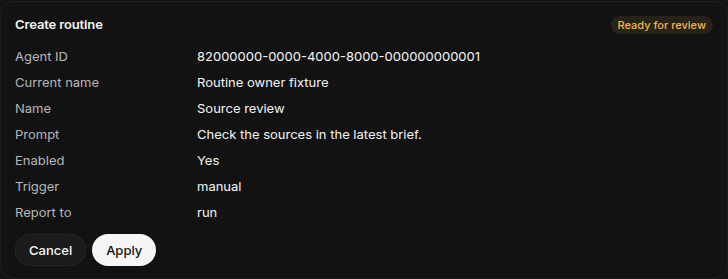 Create routine
Ready for review
Agent ID 82000000-0000-4000-8000-000000000001
Current name Routine owner fixture
Name Source review
Prompt Check the sources in the latest brief.
Enabled Yes
Trigger manual
Report to run
Cancel Apply